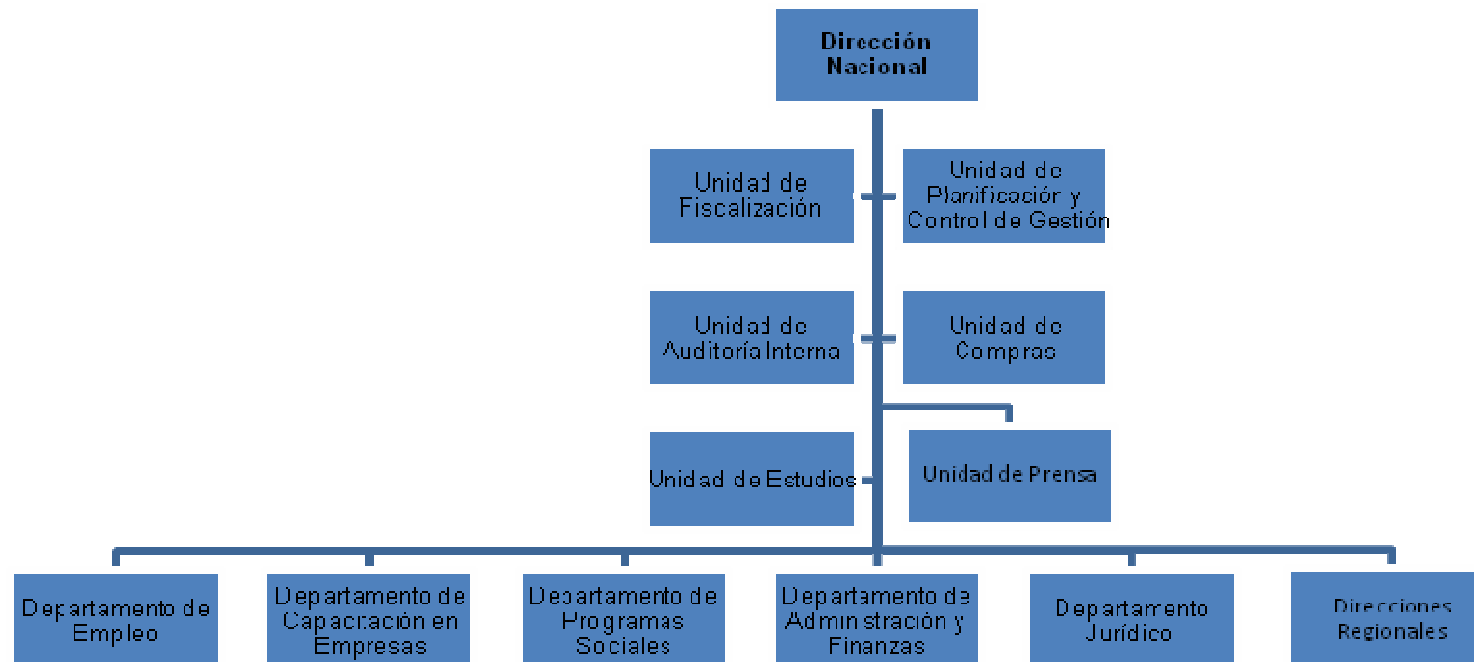 Dirección
Nacional
Unidad de
Fiscalización
Unidad de
Planificación y
Control de Gestión
Unidad de
Auditoría Interna
Unidad de
Compras
Unidad de Estudios
Unidad de Prensa
Departamento de
Empleo
Departamento de
Capacitación en
Empresas
Departamento de
Programas
Sociales
Departamento de
Administración y
Finanzas
Departamento
Jurídico
Direcciones
Regionales